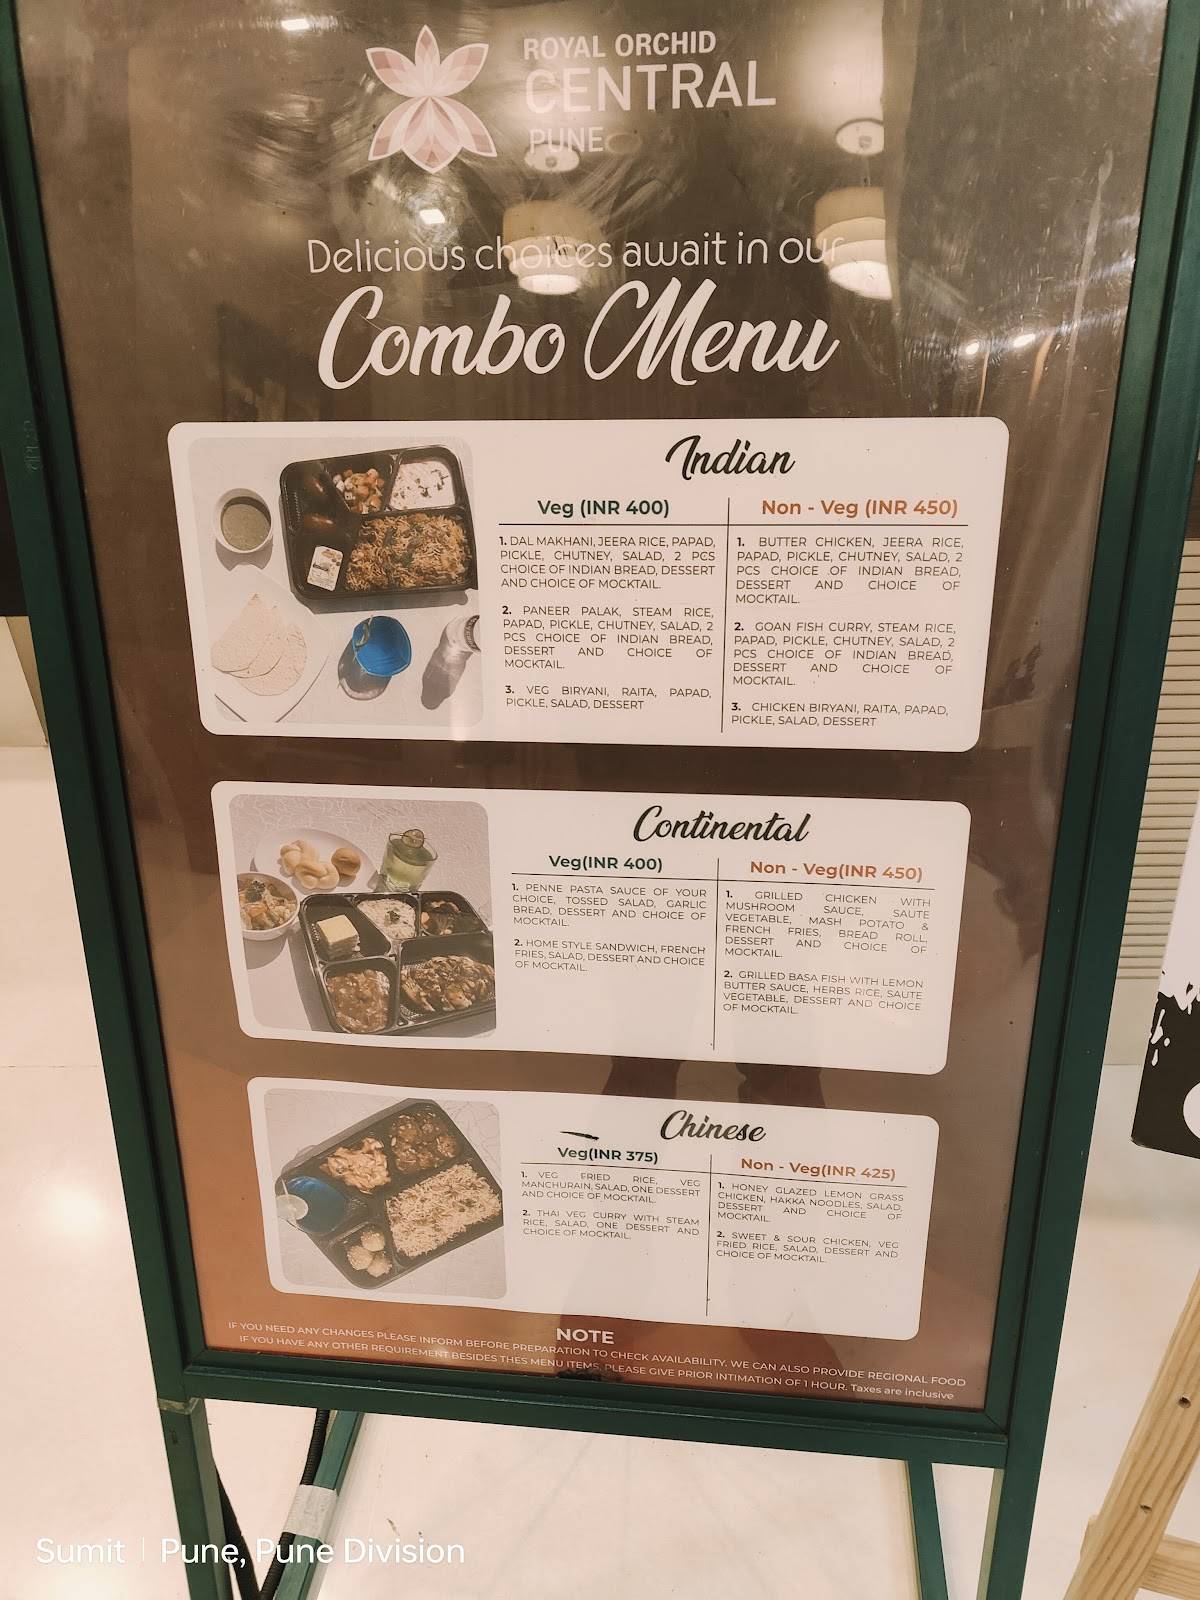 ROYAL ORCHID
CENTRAL
PUNE
Delicious choices await in our
Combo Menu
Indian
Veg (INR 400)
1. DAL MAKHANI, JEERA RICE, PAPAD,
PICKLE, CHUTNEY, SALAD, 2 PCS
CHOICE OF INDIAN BREAD, DESSERT
AND CHOICE OF MOCKTAIL.
2. PANEER PALAK, STEAM RICE,
PAPAD, PICKLE, CHUTNEY, SALAD, 2
PCS CHOICE OF INDIAN BREAD,
DESSERT AND CHOICE OF
MOCKTAIL.
3. VEG BIRYANI, RAITA, PAPAD,
PICKLE, SALAD, DESSERT
Non - Veg (INR 450)
1. BUTTER CHICKEN, JEERA RICE,
PAPAD, PICKLE, CHUTNEY, SALAD, 2
PCS CHOICE OF INDIAN BREAD,
DESSERT AND CHOICE OF
MOCKTAIL.
2. GOAN FISH CURRY, STEAM RICE,
PAPAD, PICKLE, CHUTNEY, SALAD, 2
PCS CHOICE OF INDIAN BREAD,
DESSERT AND CHOICE OF
MOCKTAIL.
3. CHICKEN BIRYANI, RAITA, PAPAD,
PICKLE, SALAD, DESSERT
Continental
Veg(INR 400)
1. PENNE PASTA SAUCE OF YOUR
CHOICE, TOSSED SALAD, GARLIC
BREAD, DESSERT AND CHOICE OF
MOCKTAIL.
2. HOME STYLE SANDWICH, FRENCH
FRIES, SALAD, DESSERT AND CHOICE
OF MOCKTAIL.
Non - Veg(INR 450)
1. GRILLED CHICKEN WITH
MUSHROOM SAUCE, SAUTE
VEGETABLE, MASH POTATO &
FRENCH FRIES, BREAD ROLL,
DESSERT AND CHOICE OF
MOCKTAIL.
2. GRILLED BASA FISH WITH LEMON
BUTTER SAUCE, HERBS RICE, SAUTE
VEGETABLE, DESSERT AND CHOICE
OF MOCKTAIL.
Chinese
Veg(INR 375)
1. VEG FRIED RICE, VEG
MANCHURAIN, SALAD, ONE DESSERT
AND CHOICE OF MOCKTAIL.
2. THAI VEG CURRY WITH STEAM
RICE, SALAD, ONE DESSERT AND
CHOICE OF MOCKTAIL.
Non - Veg(INR 425)
1. HONEY GLAZED LEMON GRASS
CHICKEN, HAKKA NOODLES, SALAD,
DESSERT AND CHOICE OF
MOCKTAIL.
2. SWEET & SOUR CHICKEN, VEG
FRIED RICE, SALAD, DESSERT AND
CHOICE OF MOCKTAIL.
NOTE
IF YOU NEED ANY CHANGES PLEASE INFORM BEFORE PREPARATION TO CHECK AVAILABILITY. WE CAN ALSO PROVIDE REGIONAL FOOD
IF YOU HAVE ANY OTHER REQUIREMENT BESIDES THES MENU ITEMS, PLEASE GIVE PRIOR INTIMATION OF 1 HOUR. Taxes are inclusive
Sumit | Pune, Pune Division